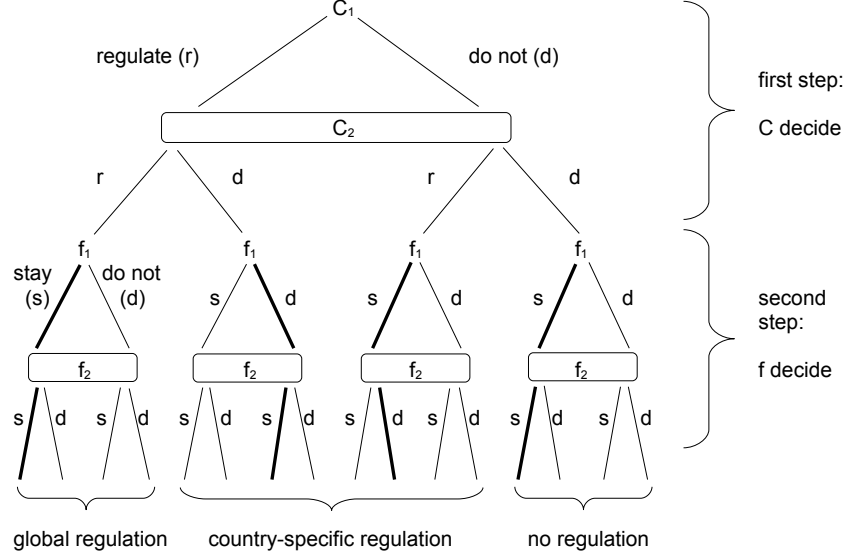 C₁
regulate (r) do not (d)
first step:
C decide
C₂
r d r d
f₁ f₁ f₁ f₁
stay (s) do not (d) s d s d s d
second step:
f decide
f₂ f₂ f₂ f₂
s d s d s d s d s d s d s d s d
global regulation country-specific regulation no regulation